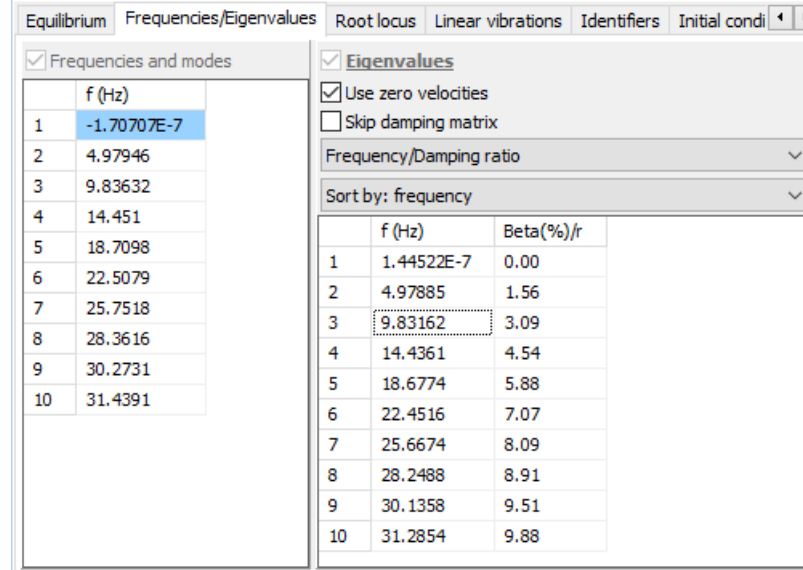 Equilibrium Frequencies/Eigenvalues Root locus Linear vibrations Identifiers Initial condi
Frequencies and modes
f (Hz)
1 -1.70707E-7
2 4.97946
3 9.83632
4 14.451
5 18.7098
6 22.5079
7 25.7518
8 28.3616
9 30.2731
10 31.4391
Eigenvalues
Use zero velocities
Skip damping matrix
Frequency/Damping ratio
Sort by: frequency
f (Hz) Beta(%)/r
1 1.44522E-7 0.00
2 4.97885 1.56
3 9.83162 3.09
4 14.4361 4.54
5 18.6774 5.88
6 22.4516 7.07
7 25.6674 8.09
8 28.2488 8.91
9 30.1358 9.51
10 31.2854 9.88